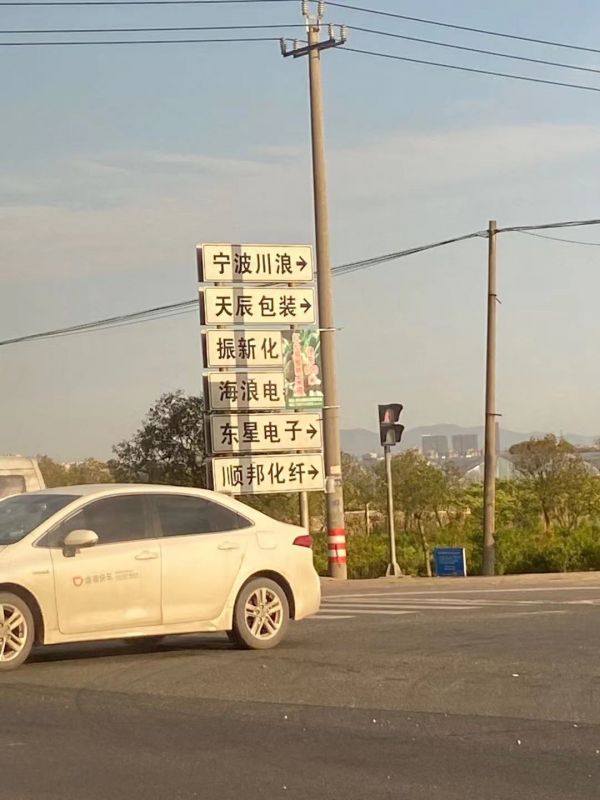 宁波川浪→
天辰包装→
振新化
海浪电
东星电子→
顺邦化纤→